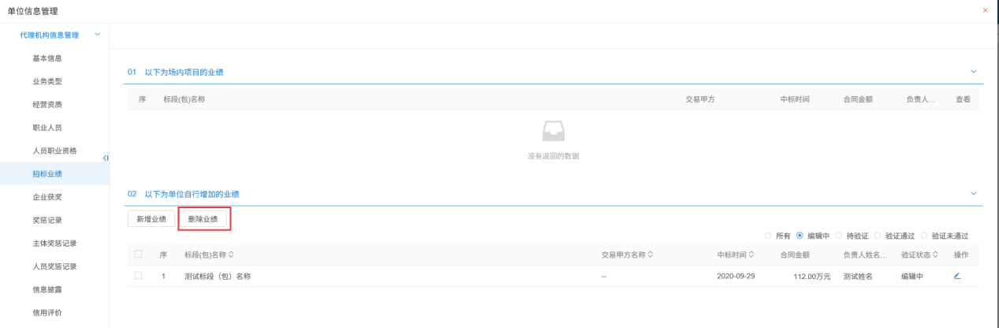 单位信息管理
代理机构信息管理
基本信息
业务类型
经营资质
职业人员
人员职业资格
招标业绩
企业获奖
奖惩记录
主体奖惩记录
人员奖惩记录
信息披露
信用评价
01 以下为场内项目的业绩
序 标段(包)名称 交易甲方 中标时间 合同金额 负责人... 查看
没有返回的数据
02 以下为单位自行增加的业绩
新增业绩 删除业绩
所有 编辑中 待验证 验证通过 验证未通过
序 标段(包)名称 交易甲方名称 中标时间 合同金额 负责人姓名... 验证状态 操作
1 测试标段（包）名称 -- 2020-09-29 112.00万元 测试姓名 编辑中